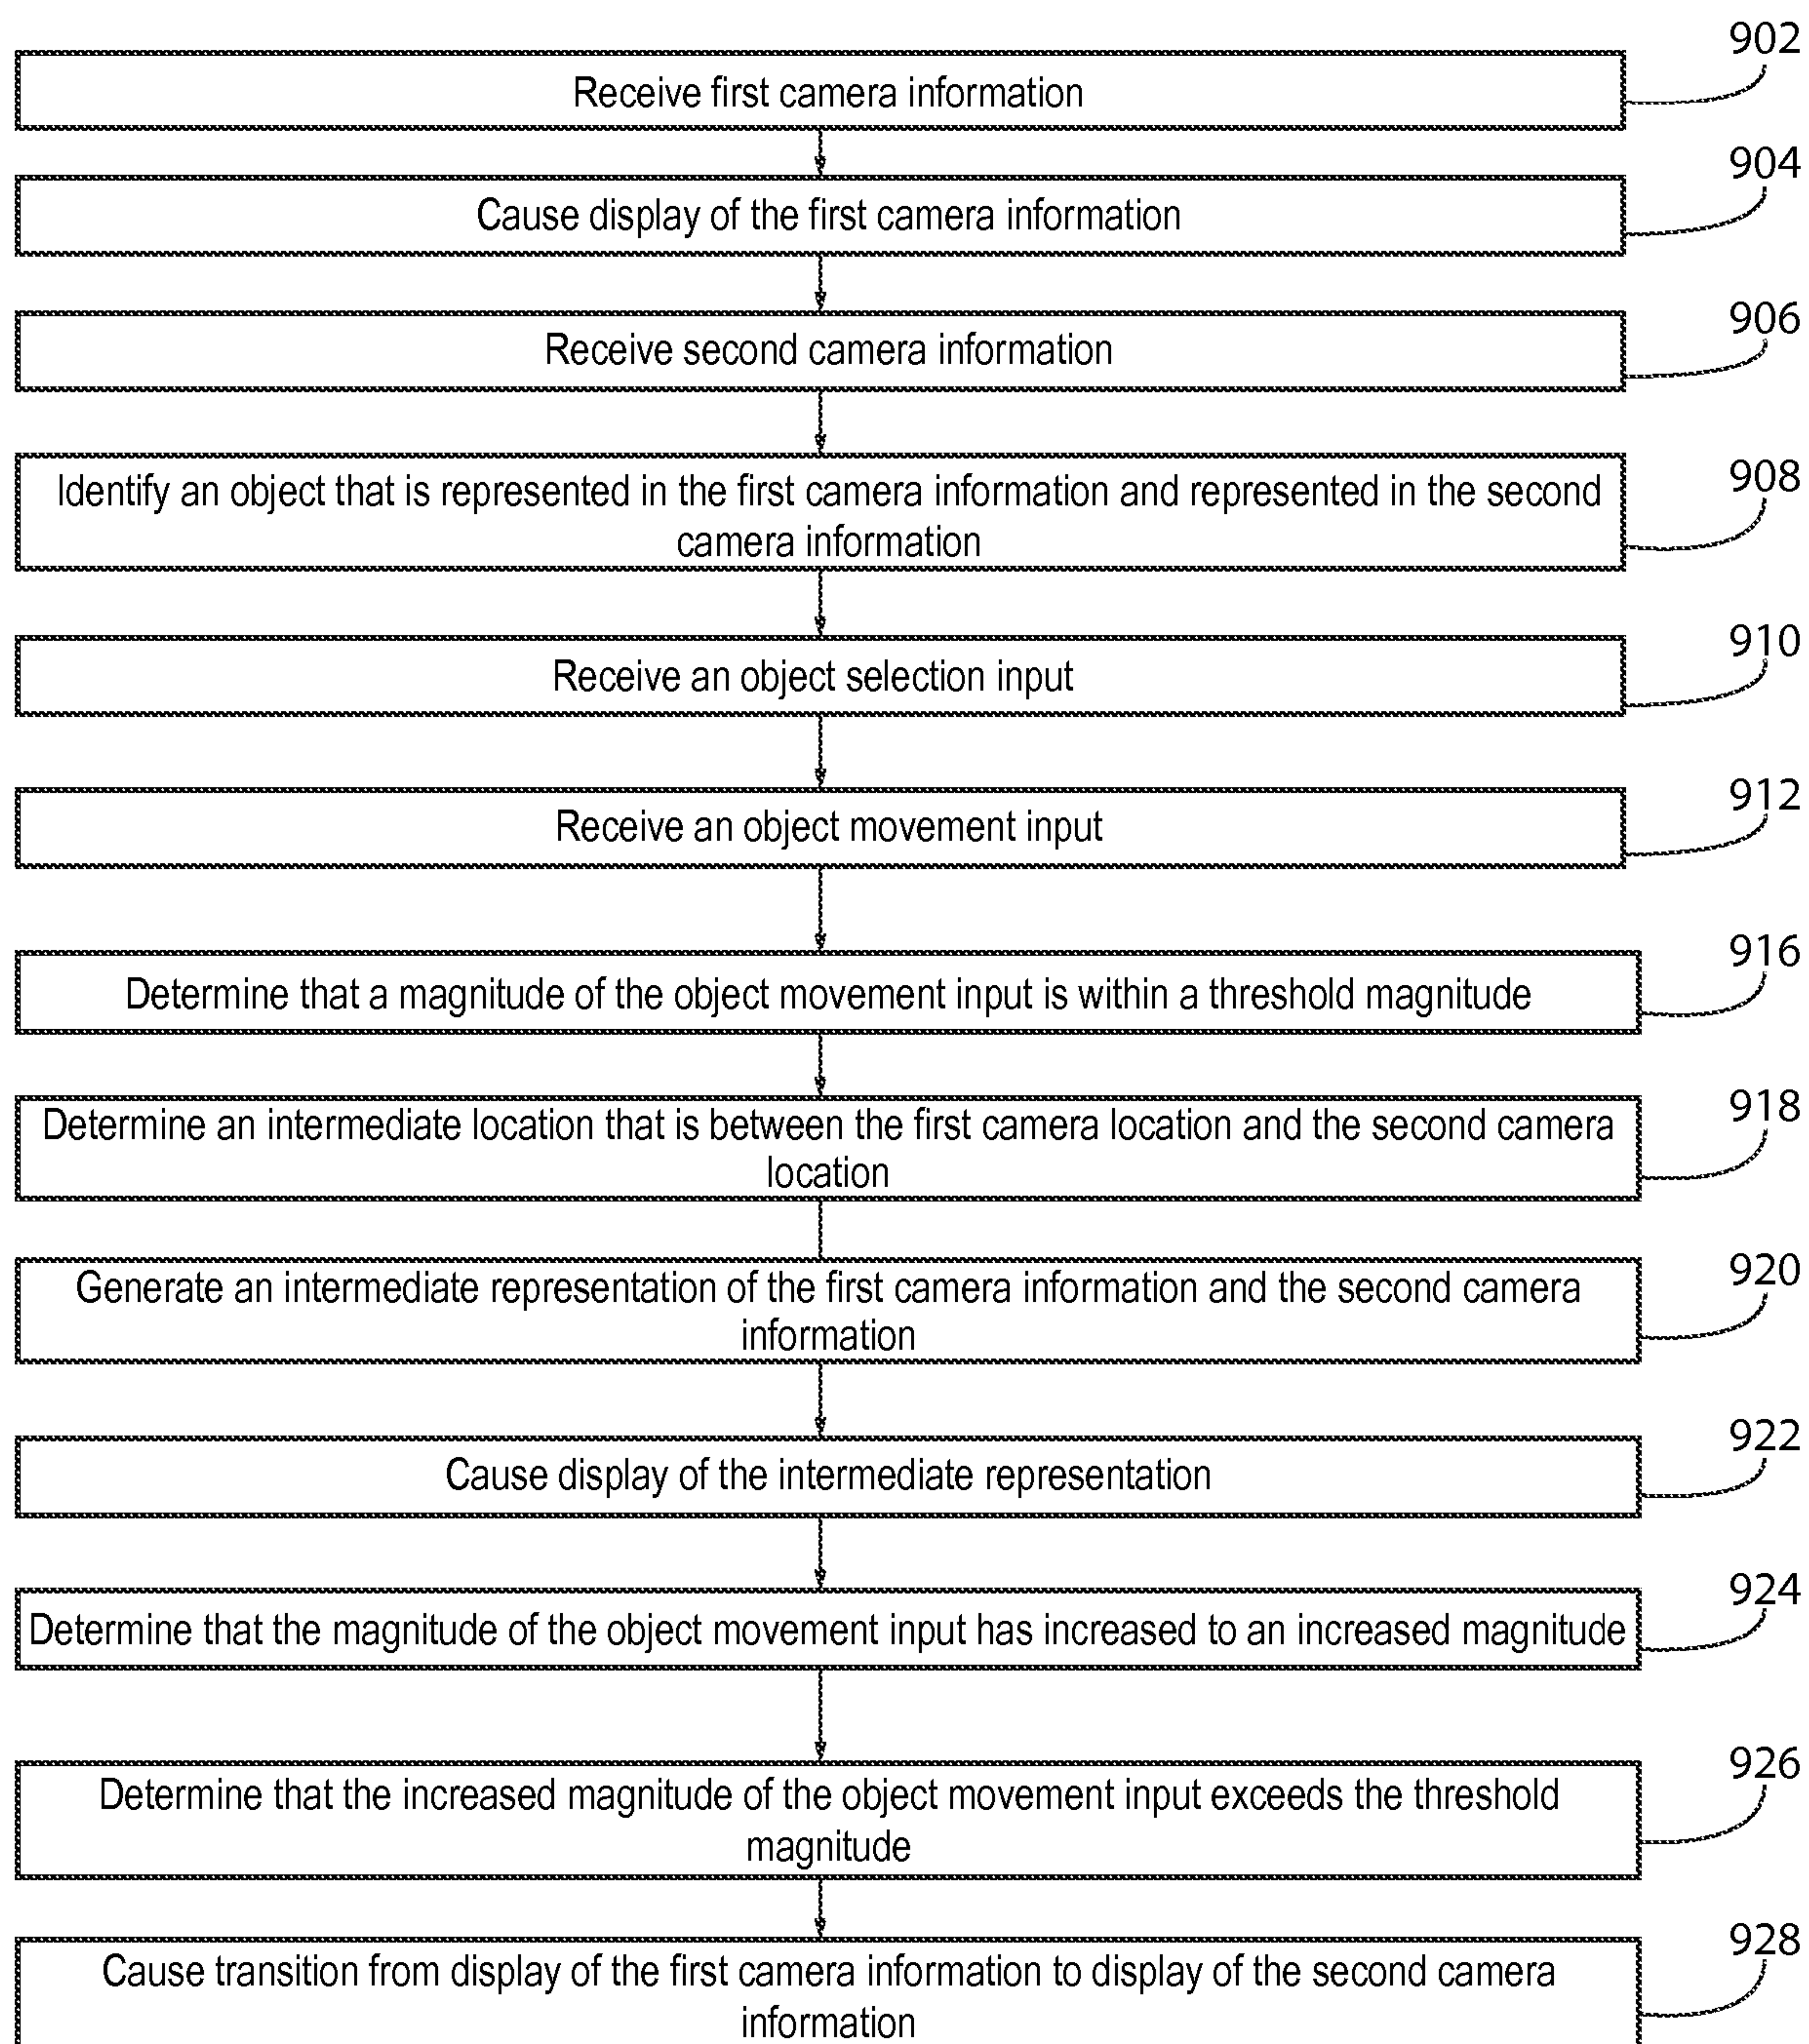 902
Receive first camera information
904
Cause display of the first camera information
906
Receive second camera information
908
Identify an object that is represented in the first camera information and represented in the second
camera information
910
Receive an object selection input
912
Receive an object movement input
916
Determine that a magnitude of the object movement input is within a threshold magnitude
918
Determine an intermediate location that is between the first camera location and the second camera
location
920
Generate an intermediate representation of the first camera information and the second camera
information
922
Cause display of the intermediate representation
924
Determine that the magnitude of the object movement input has increased to an increased magnitude
926
Determine that the increased magnitude of the object movement input exceeds the threshold
magnitude
928
Cause transition from display of the first camera information to display of the second camera
information